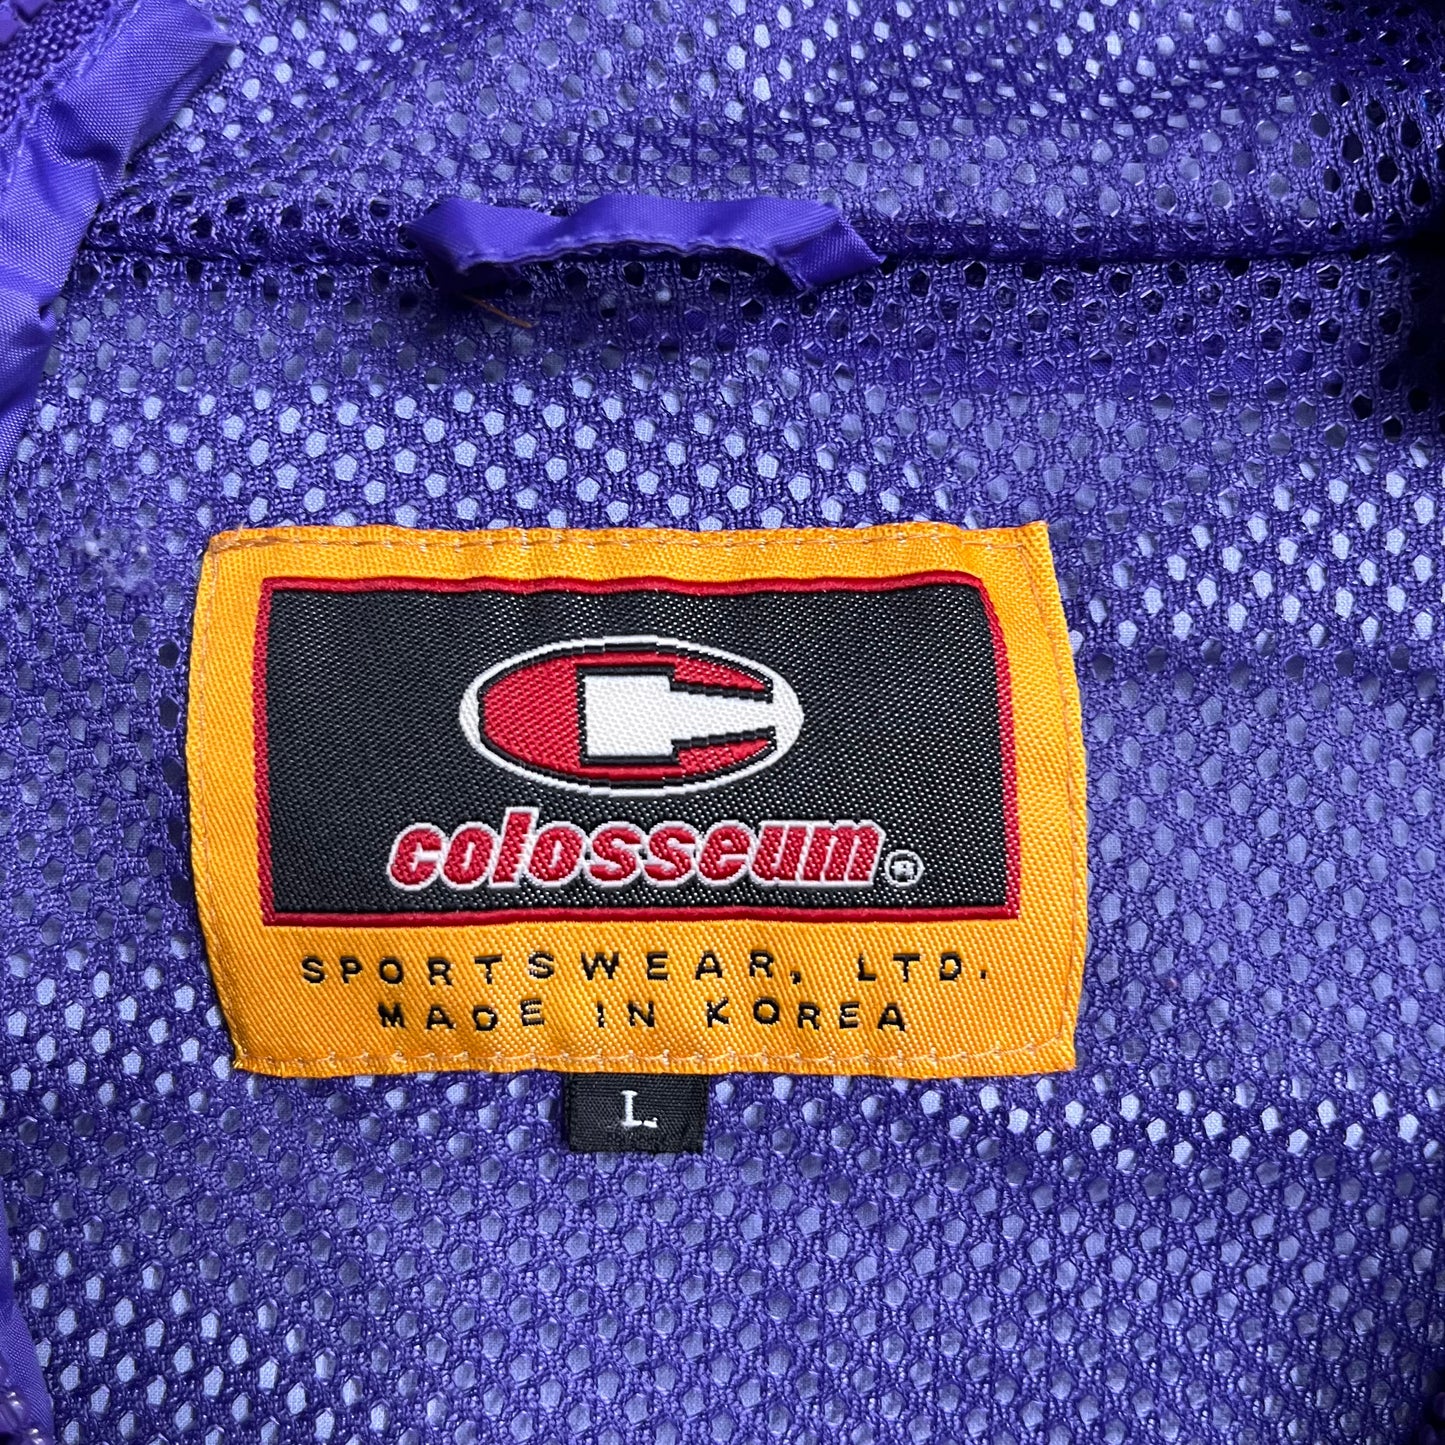 colosseum®
SPORTSWEAR, LTD.
MADE IN KOREA
L